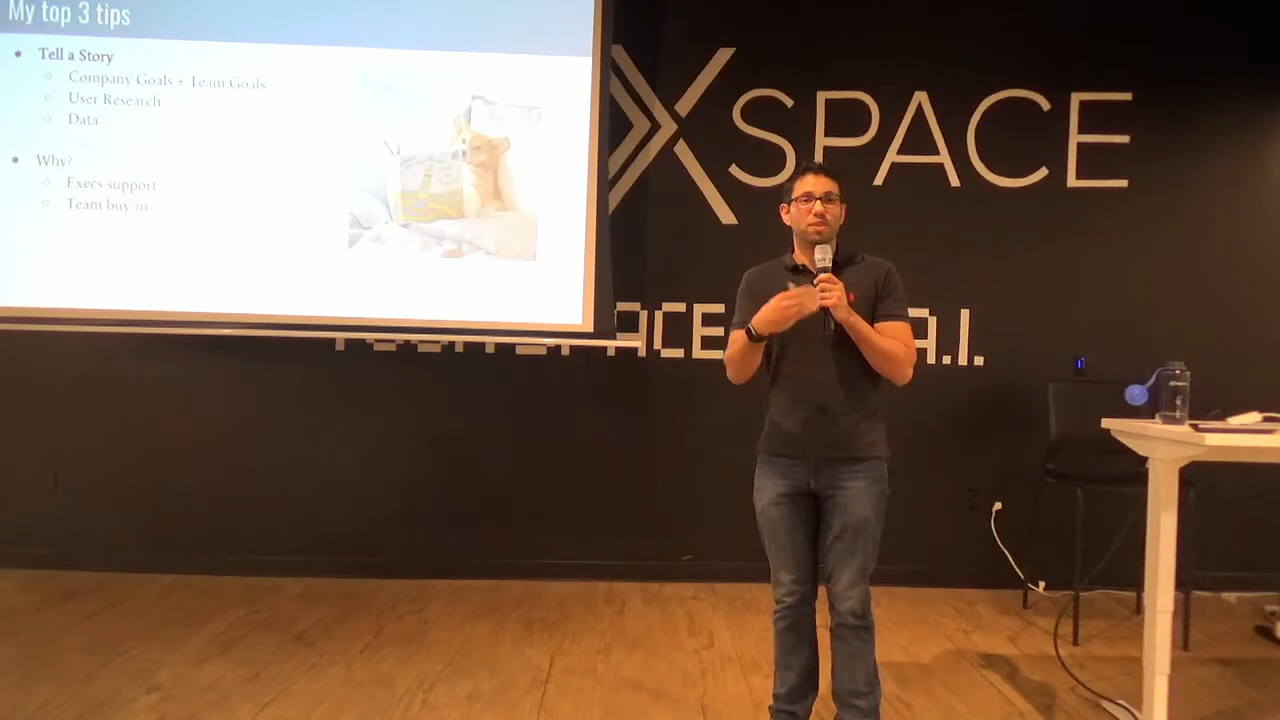 My top 3 tips
Tell a Story
Company Goals + Team Goals
User Research
Data
Why?
Execs support
Team buy-in
XSPACE
A.I.